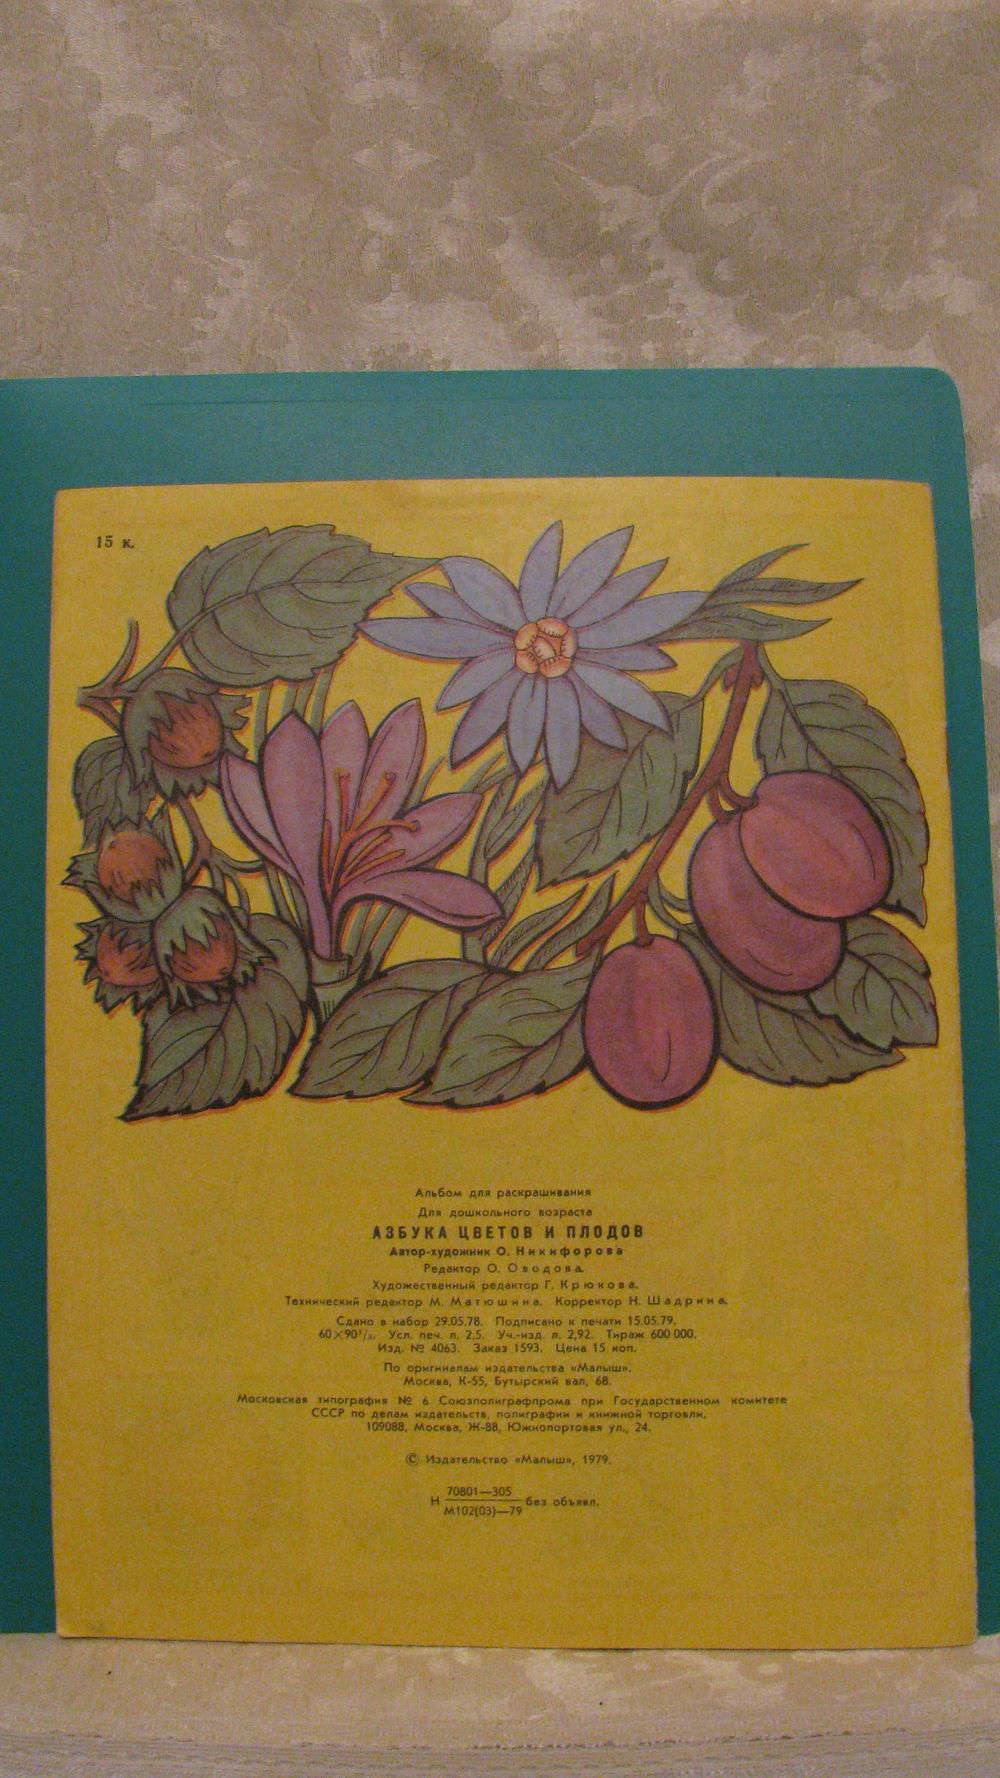 15 к.
Альбом для раскрашивания
Для дошкольного возраста
АЗБУКА ЦВЕТОВ И ПЛОДОВ
Автор-художник О. Никифорова
Редактор О. Оводова.
Художественный редактор Г. Крюкова.
Технический редактор М. Матюшина. Корректор Н. Шадрина.
Сдано в набор 29.05.78. Подписано к печати 15.05.79.
60×90¹/₈. Усл. печ. л. 2,5. Уч.-изд. л. 2,92. Тираж 600 000.
Изд. № 4063. Заказ 1593. Цена 15 коп.
По оригиналам издательства «Малыш».
Москва, К-55, Бутырский вал, 68.
Московская типография № 6 Союзполиграфпрома при Государственном комитете
СССР по делам издательств, полиграфии и книжной торговли.
109088, Москва, Ж-88, Южнопортовая ул., 24.
© Издательство «Малыш», 1979.
70801—305
Н без объявл.
М102(03)—79